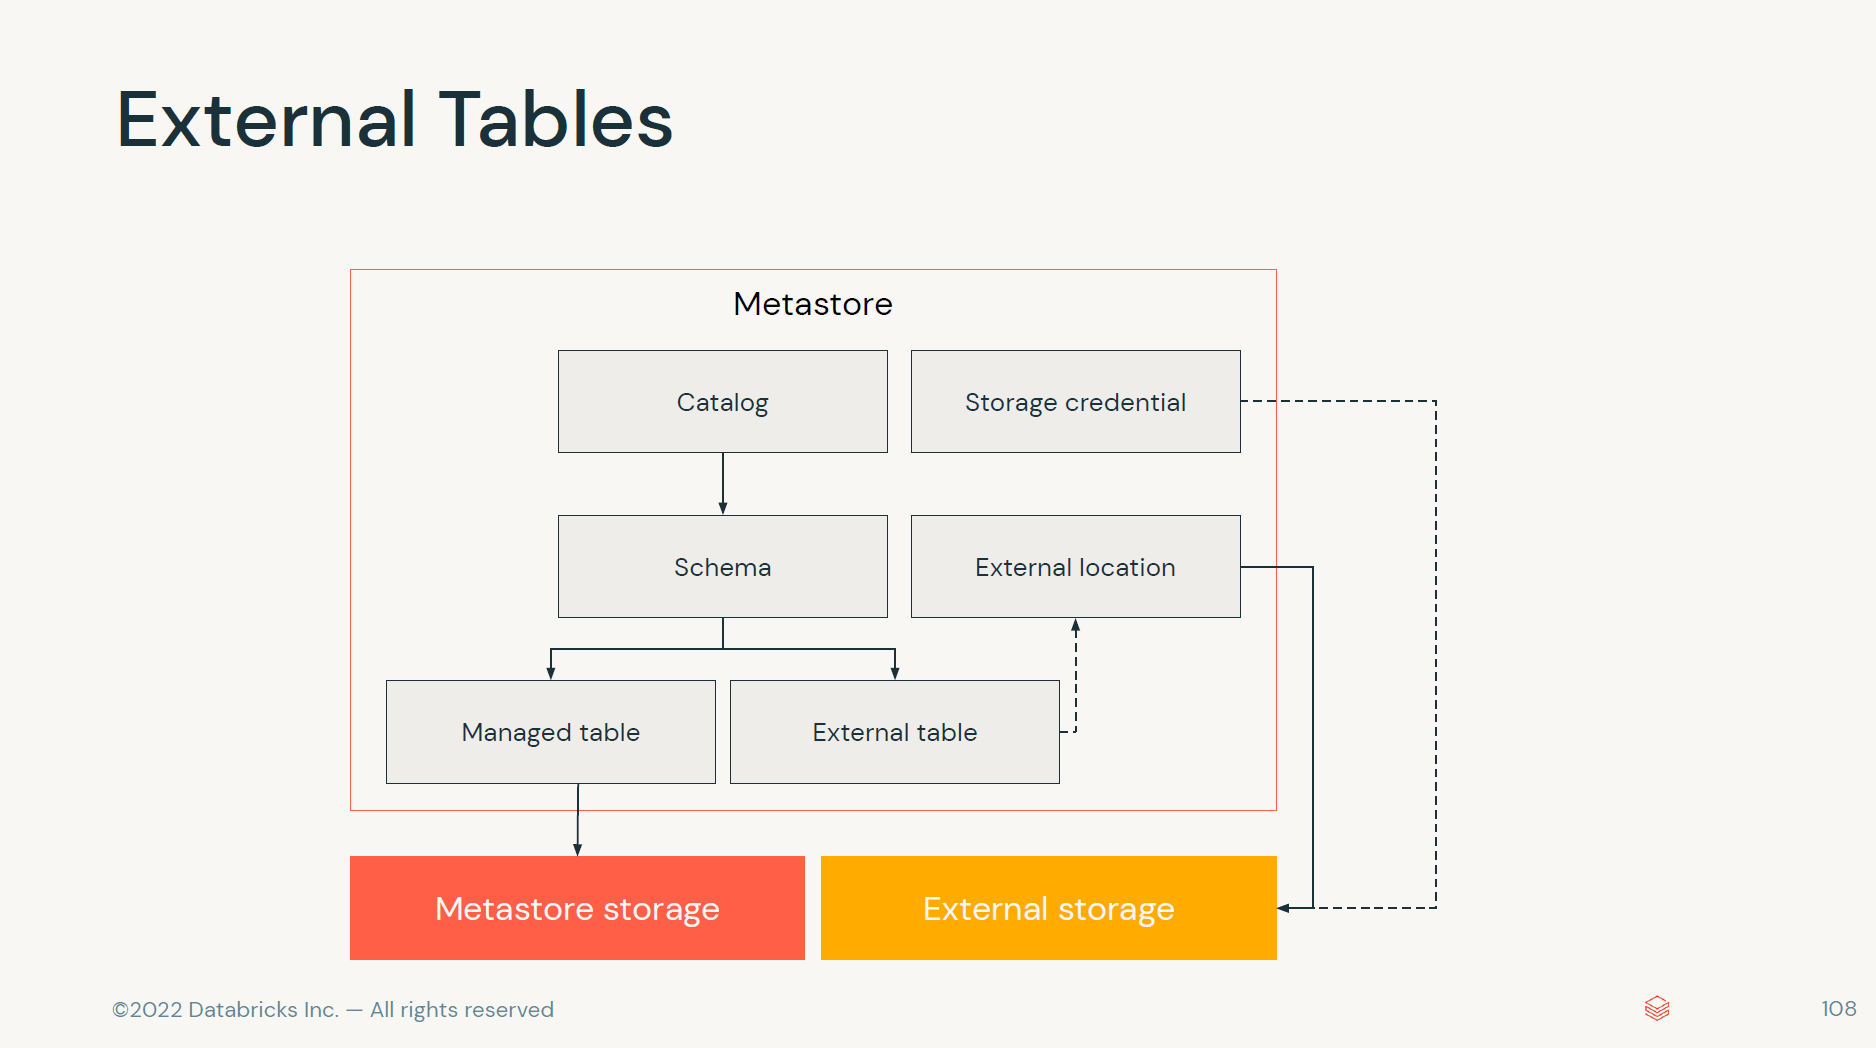 External Tables
Metastore
Catalog
Storage credential
Schema
External location
Managed table
External table
Metastore storage
External storage
©2022 Databricks Inc. — All rights reserved
108